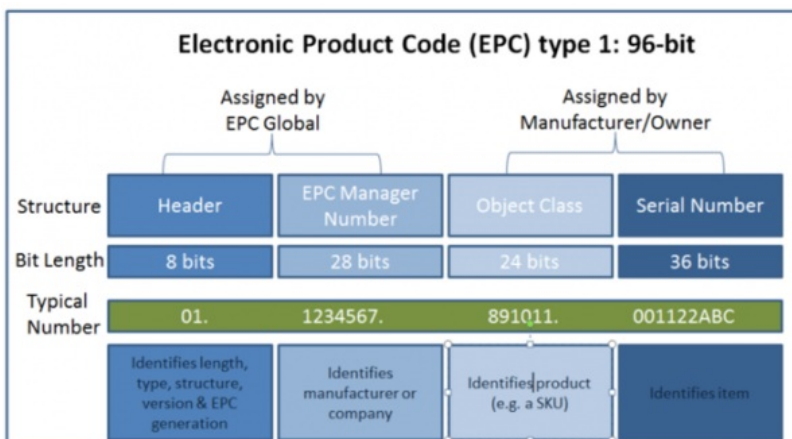 Electronic Product Code (EPC) type 1: 96-bit
Assigned by
EPC Global
Assigned by
Manufacturer/Owner
Structure
Header
EPC Manager
Number
Object Class
Serial Number
Bit Length
8 bits
28 bits
24 bits
36 bits
Typical
Number
01.
1234567.
891011.
001122ABC
Identifies length,
type, structure,
version & EPC
generation
Identifies
manufacturer or
company
Identifies product
(e.g. a SKU)
Identifies item